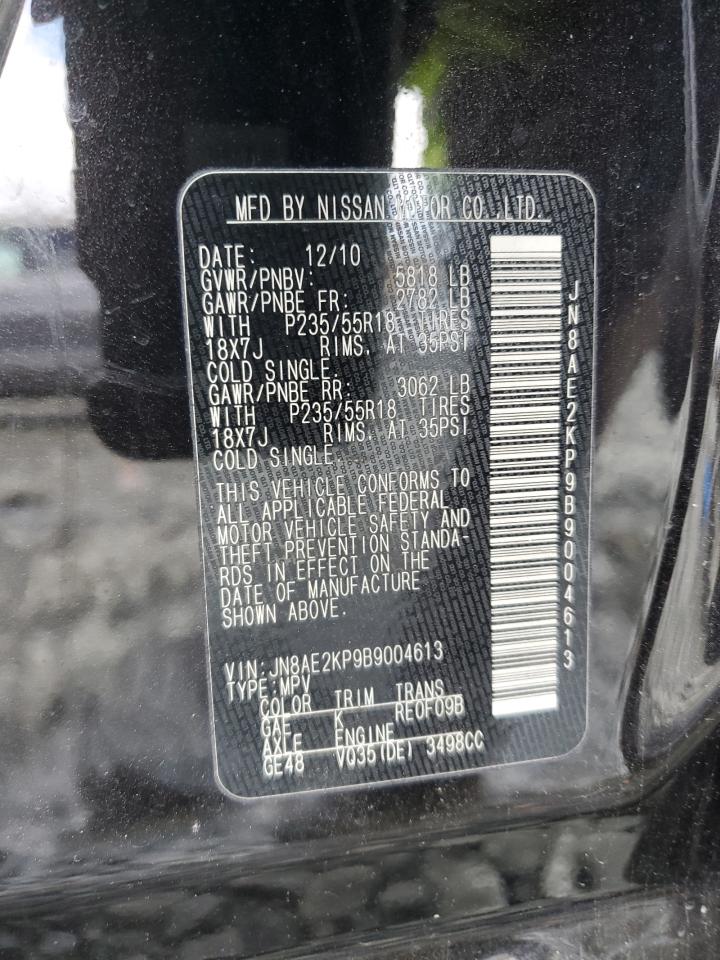 MFD BY NISSAN MOTOR CO.,LTD.
DATE: 12/10
GVWR/PNBV: 5818 LB
GAWR/PNBE FR: 2782 LB
WITH P235/55R18 TIRES
18X7J RIMS. AT 35PSI
COLD SINGLE.
GAWR/PNBE RR: 3062 LB
WITH P235/55R18 TIRES
18X7J RIMS. AT 35PSI
COLD SINGLE.
THIS VEHICLE CONFORMS TO
ALL APPLICABLE FEDERAL
MOTOR VEHICLE SAFETY AND
THEFT PREVENTION STANDA-
RDS IN EFFECT ON THE
DATE OF MANUFACTURE
SHOWN ABOVE.
VIN: JN8AE2KP9B9004613
TYPE: MPV
COLOR TRIM TRANS
GAE K RE0F09B
AXLE ENGINE
GE48 VQ35(DE) 3498CC
JN8AE2KP9B9004613